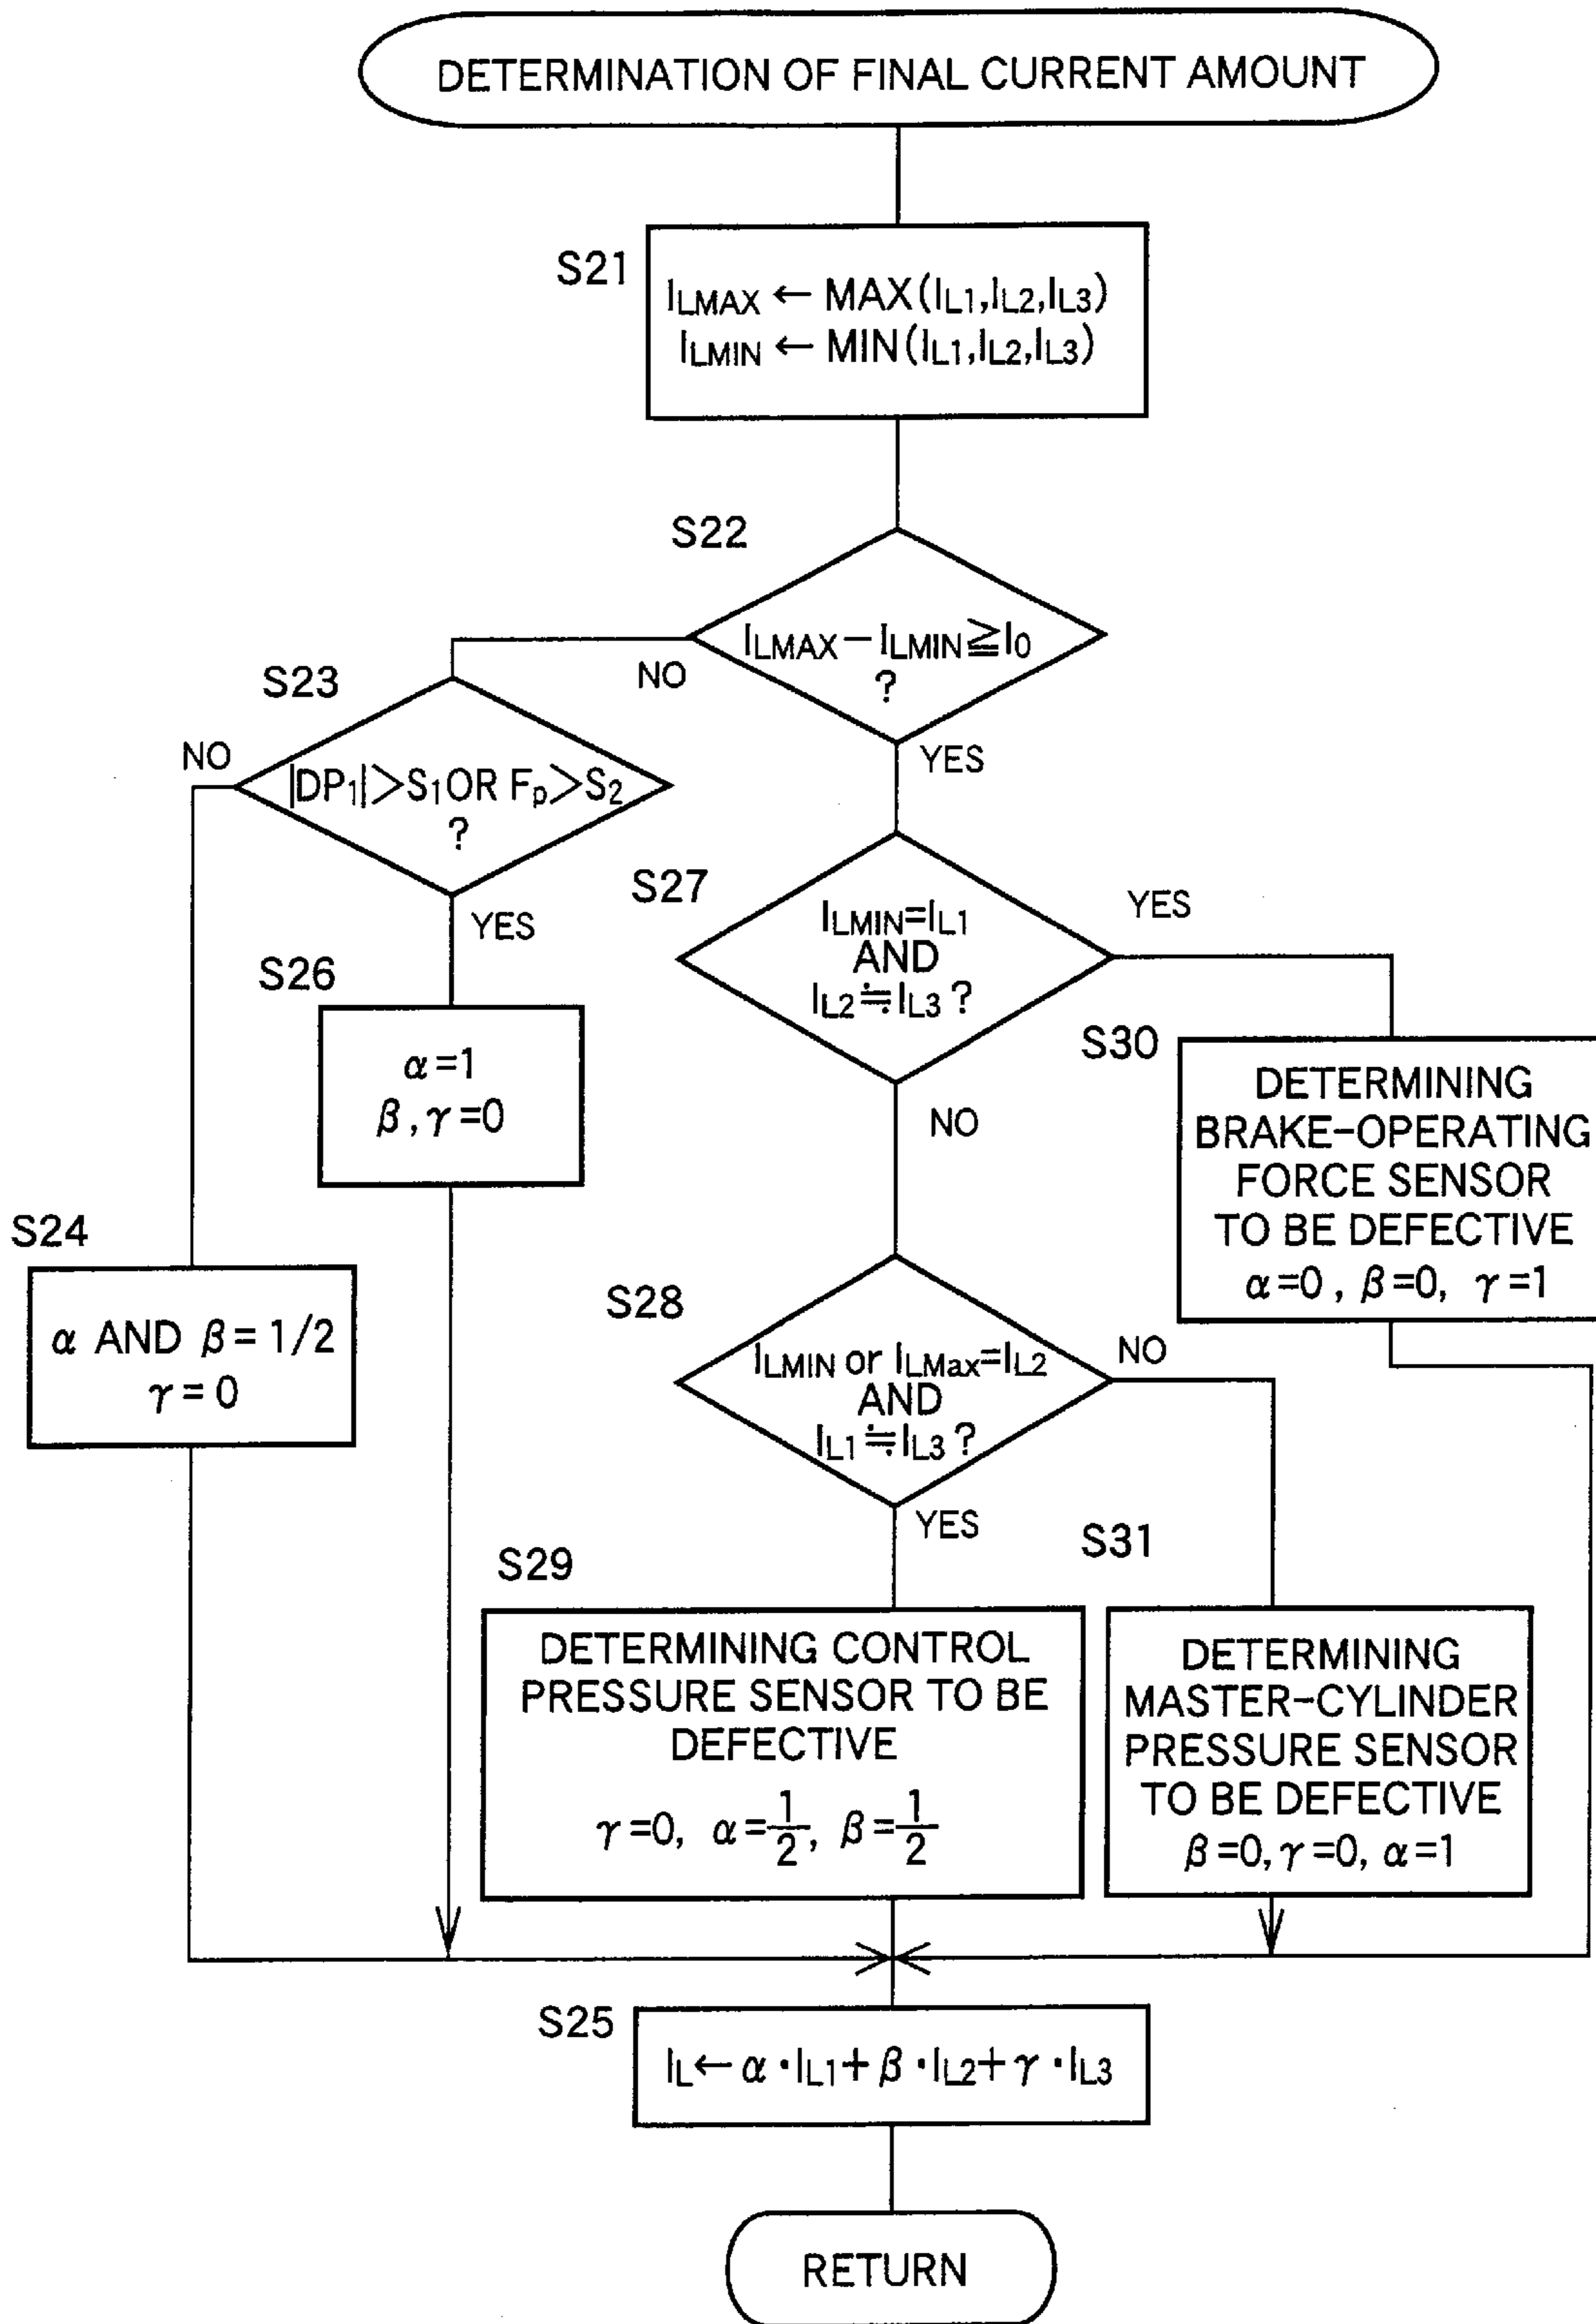 DETERMINATION OF FINAL CURRENT AMOUNT
S21
ILMAX ← MAX(IL1,IL2,IL3)
ILMIN ← MIN(IL1,IL2,IL3)
S22
ILMAX－ILMIN≧I0
?
NO
YES
S23
NO
|DP1|>S1OR Fp>S2
?
YES
S27
ILMIN=IL1
AND
IL2≒IL3 ?
YES
NO
S26
α=1
β,γ=0
S30
DETERMINING
BRAKE-OPERATING
FORCE SENSOR
TO BE DEFECTIVE
α=0 , β=0, γ=1
S24
α AND β=1/2
γ=0
S28
ILMIN or ILMax=IL2
AND
IL1≒IL3 ?
NO
YES
S29
DETERMINING CONTROL
PRESSURE SENSOR TO BE
DEFECTIVE
γ=0, α=1/2, β=1/2
S31
DETERMINING
MASTER-CYLINDER
PRESSURE SENSOR
TO BE DEFECTIVE
β=0,γ=0, α=1
S25
IL← α・IL1+β・IL2+γ・IL3
RETURN